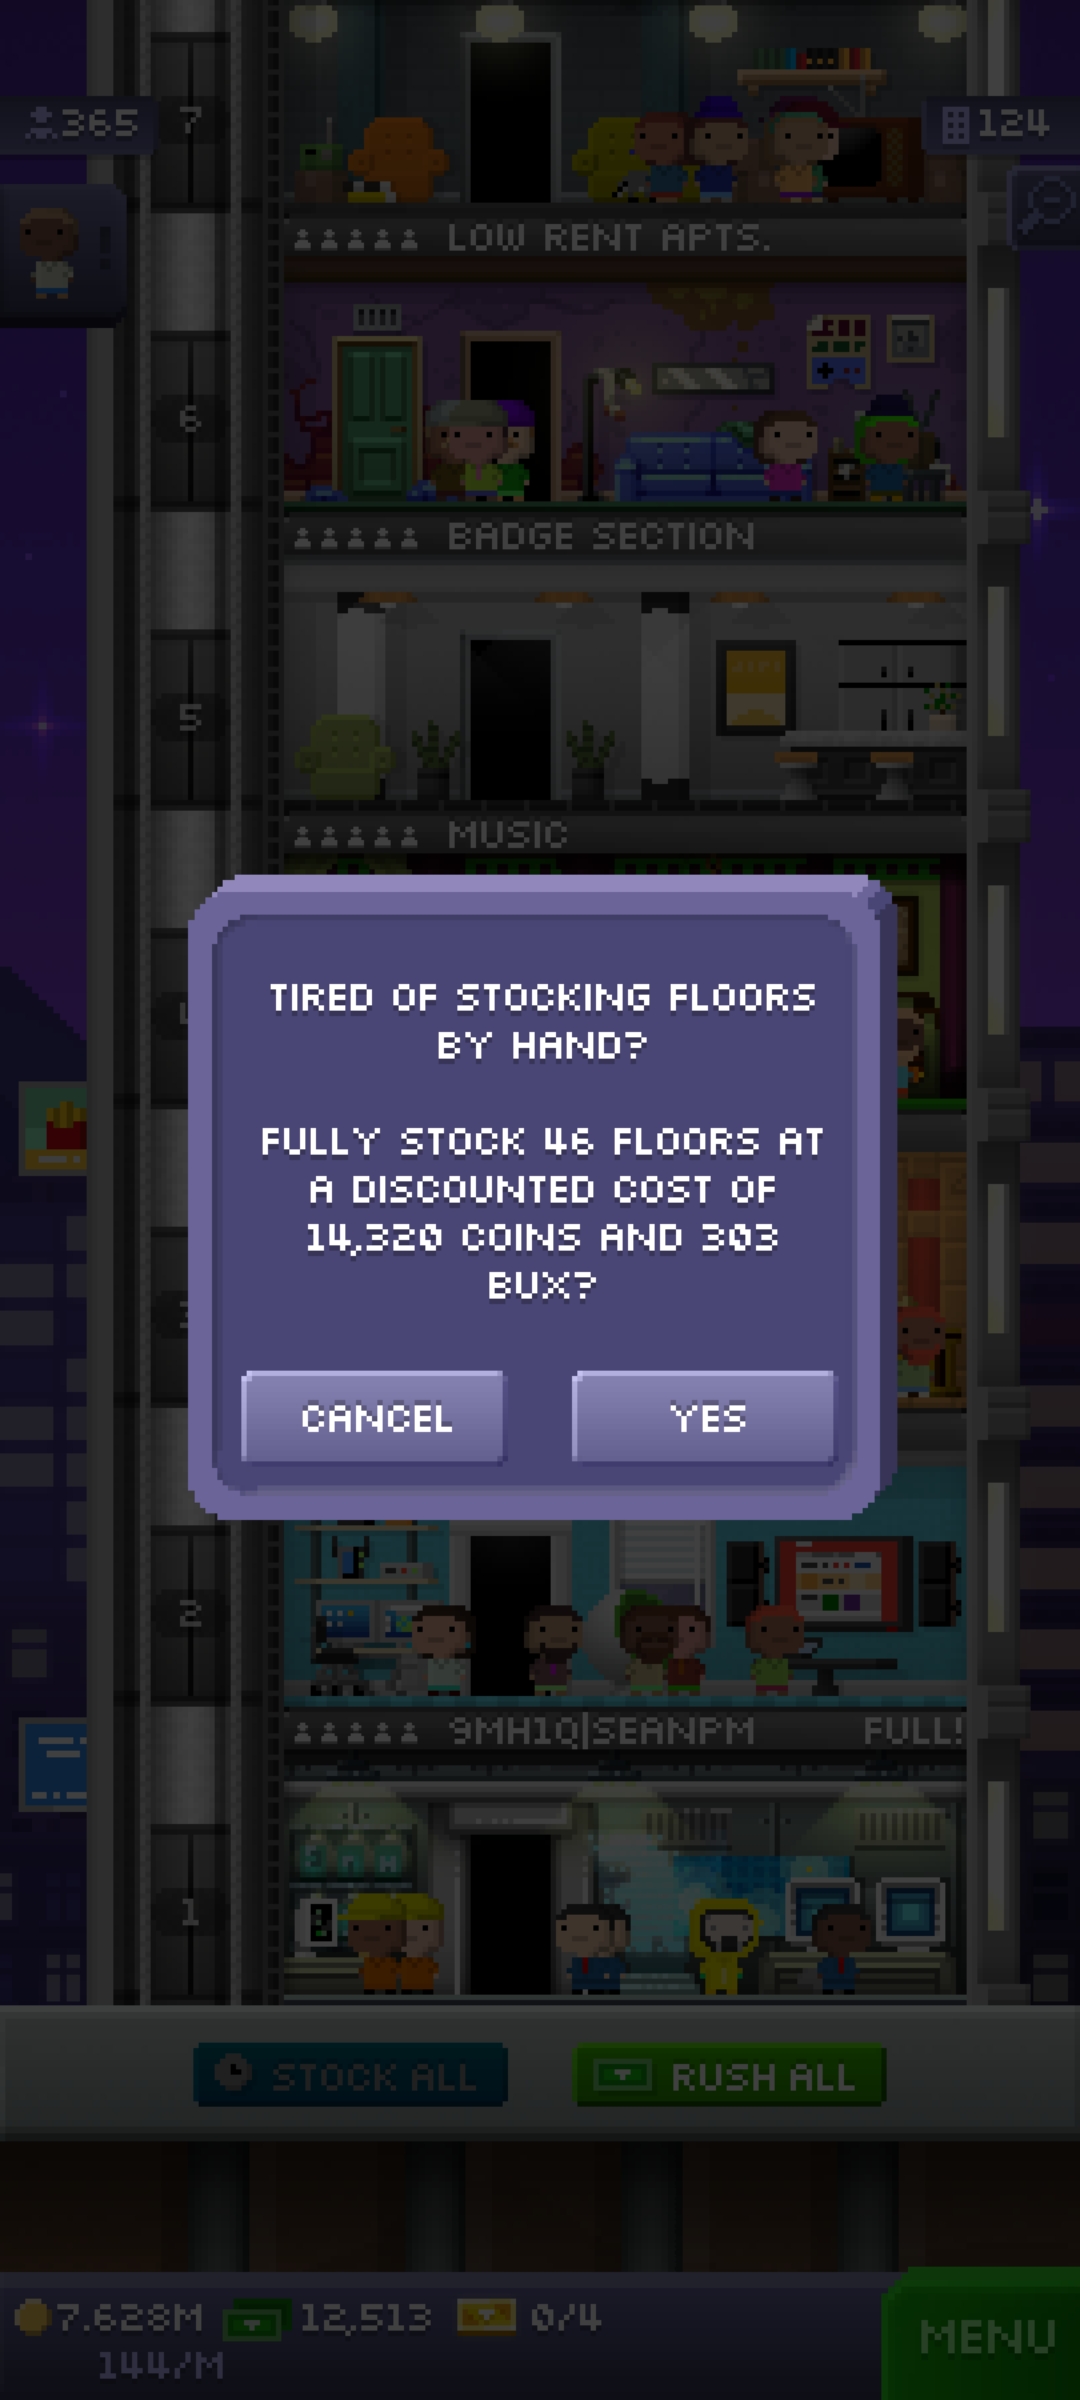 365
7
124
LOW RENT APTS.
6
BADGE SECTION
5
MUSIC
TIRED OF STOCKING FLOORS
BY HAND?
FULLY STOCK 46 FLOORS AT
A DISCOUNTED COST OF
14,320 COINS AND 303
BUX?
CANCEL
YES
2
9MH1Q|SEANPM
FULL!
1
STOCK ALL
RUSH ALL
7.628M
12,513
0/4
144/M
MENU